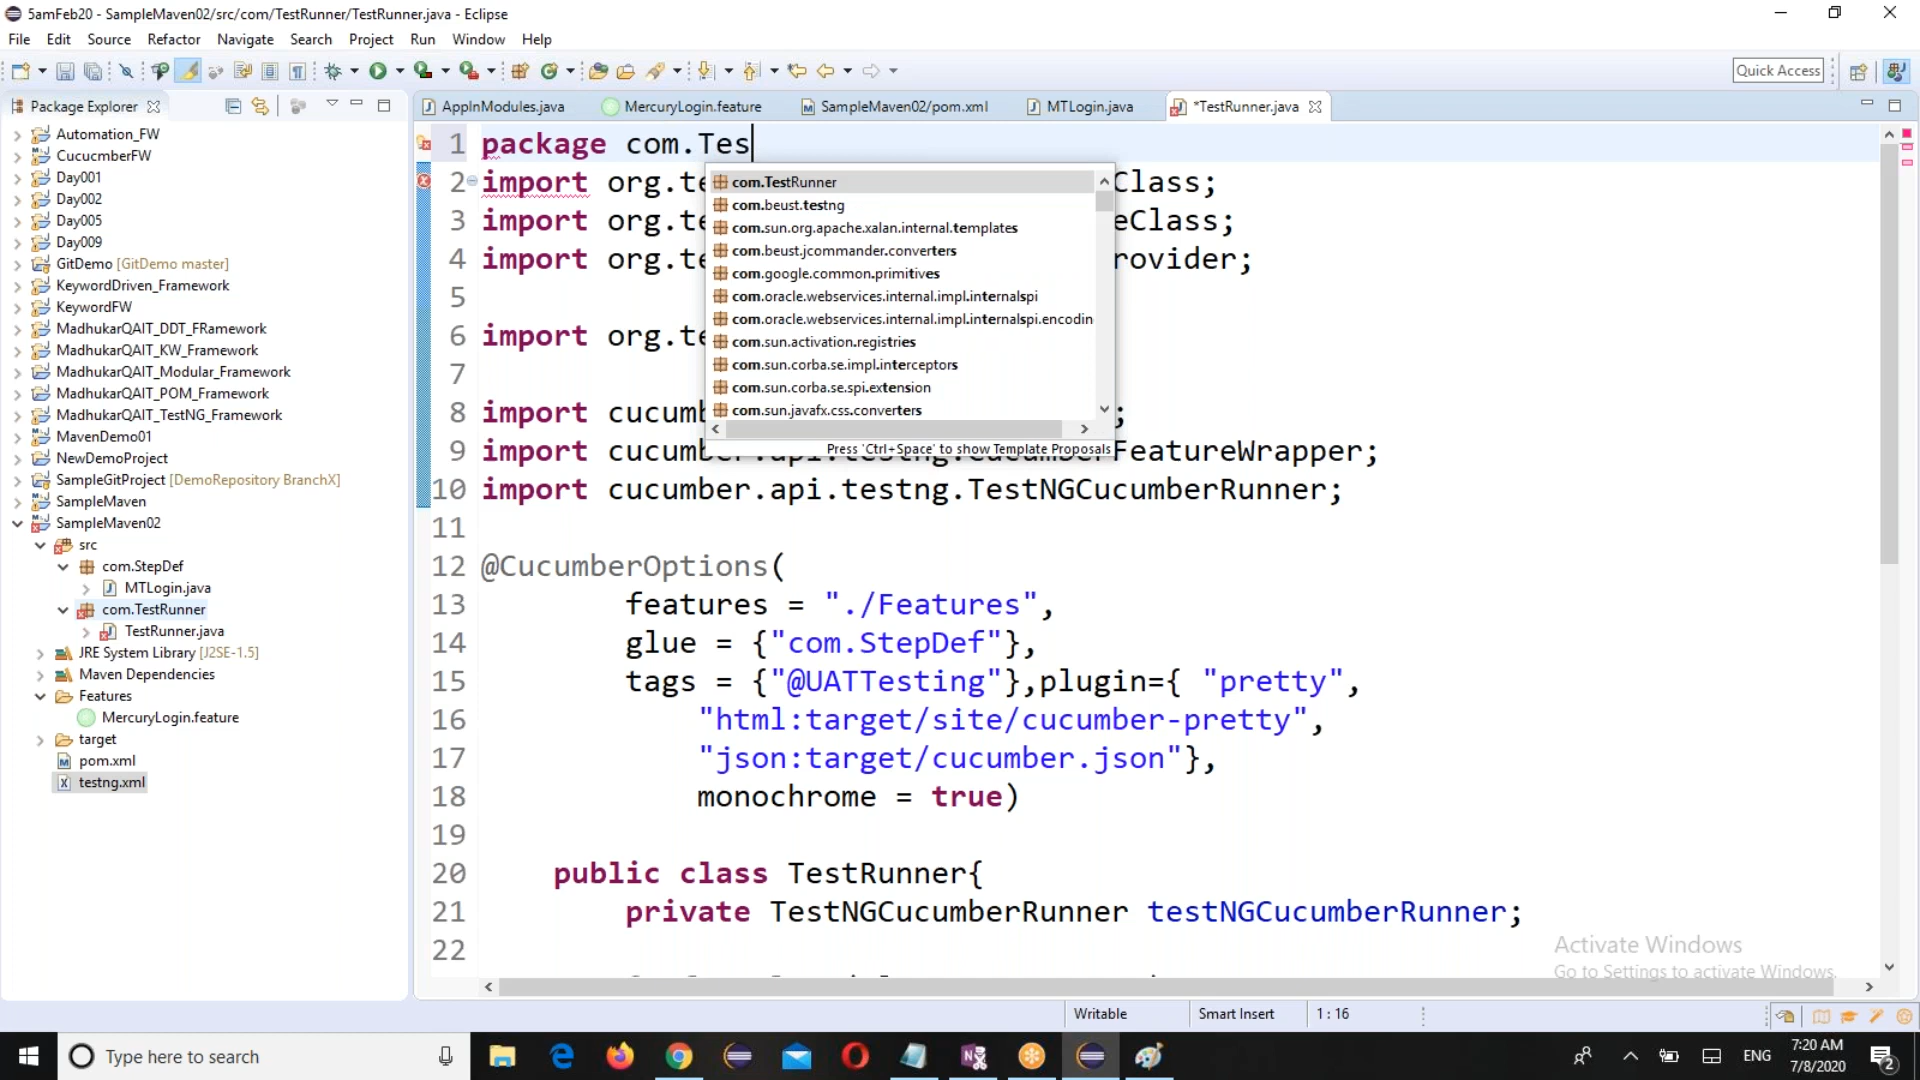 5amFeb20 - SampleMaven02/src/com/TestRunner/TestRunner.java - Eclipse
File Edit Source Refactor Navigate Search Project Run Window Help
Quick Access
Package Explorer
AppInModules.java MercuryLogin.feature SampleMaven02/pom.xml MTLogin.java *TestRunner.java
Automation_FW
CucucmberFW
Day001
Day002
Day005
Day009
GitDemo [GitDemo master]
KeywordDriven_Framework
KeywordFW
MadhukarQAIT_DDT_FRamework
MadhukarQAIT_KW_Framework
MadhukarQAIT_Modular_Framework
MadhukarQAIT_POM_Framework
MadhukarQAIT_TestNG_Framework
MavenDemo01
NewDemoProject
SampleGitProject [DemoRepository BranchX]
SampleMaven
SampleMaven02
src
com.StepDef
MTLogin.java
com.TestRunner
TestRunner.java
JRE System Library [J2SE-1.5]
Maven Dependencies
Features
MercuryLogin.feature
target
pom.xml
testng.xml
1 package com.Tes
2 import org.te Class;
3 import org.te eClass;
4 import org.te rovider;
5
6 import org.te
7
8 import cucumb ;
9 import cucumber.api.testng.CucumberFeatureWrapper;
10 import cucumber.api.testng.TestNGCucumberRunner;
11
12 @CucumberOptions(
13 features = "./Features",
14 glue = {"com.StepDef"},
15 tags = {"@UATTesting"},plugin={ "pretty",
16 "html:target/site/cucumber-pretty",
17 "json:target/cucumber.json"},
18 monochrome = true)
19
20 public class TestRunner{
21 private TestNGCucumberRunner testNGCucumberRunner;
22
com.TestRunner
com.beust.testng
com.sun.org.apache.xalan.internal.templates
com.beust.jcommander.converters
com.google.common.primitives
com.oracle.webservices.internal.impl.internalspi
com.oracle.webservices.internal.impl.internalspi.encodin
com.sun.activation.registries
com.sun.corba.se.impl.interceptors
com.sun.corba.se.spi.extension
com.sun.javafx.css.converters
Press 'Ctrl+Space' to show Template Proposals
Activate Windows
Go to Settings to activate Windows.
Writable Smart Insert 1 : 16
Type here to search
ENG
7:20 AM
7/8/2020
2